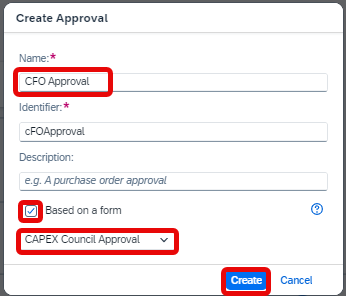 Create Approval
Name:*
CFO Approval
Identifier:*
cFOApproval
Description:
e.g. A purchase order approval
Based on a form
CAPEX Council Approval
Create Cancel